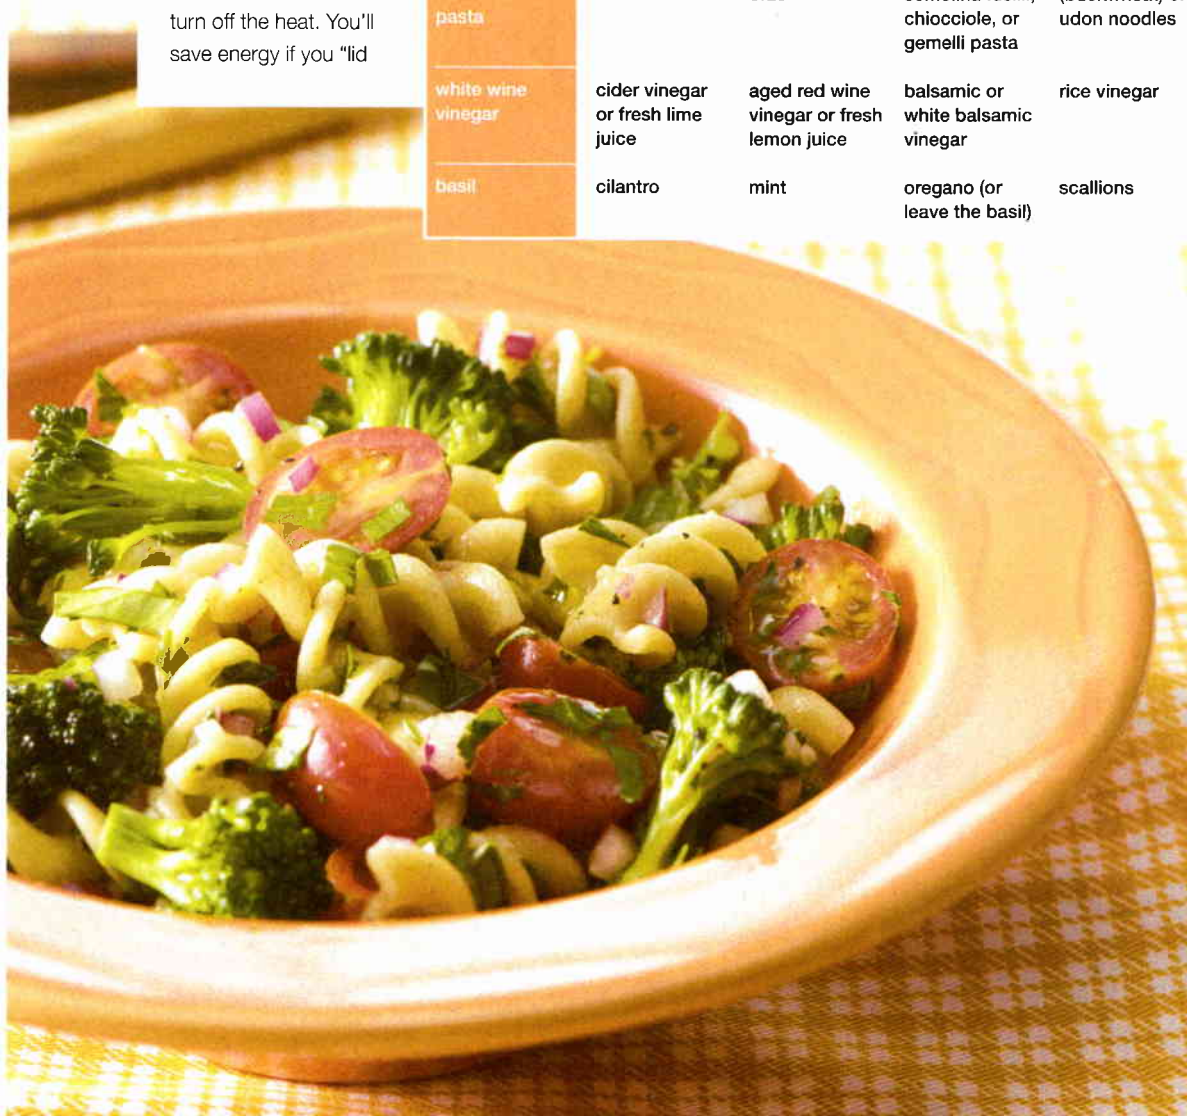 turn off the heat. You'll
save energy if you “lid
pasta
chiocciole, or
gemelli pasta
udon noodles
white wine
vinegar
cider vinegar
or fresh lime
juice
aged red wine
vinegar or fresh
lemon juice
balsamic or
white balsamic
vinegar
rice vinegar
basil
cilantro
mint
oregano (or
leave the basil)
scallions